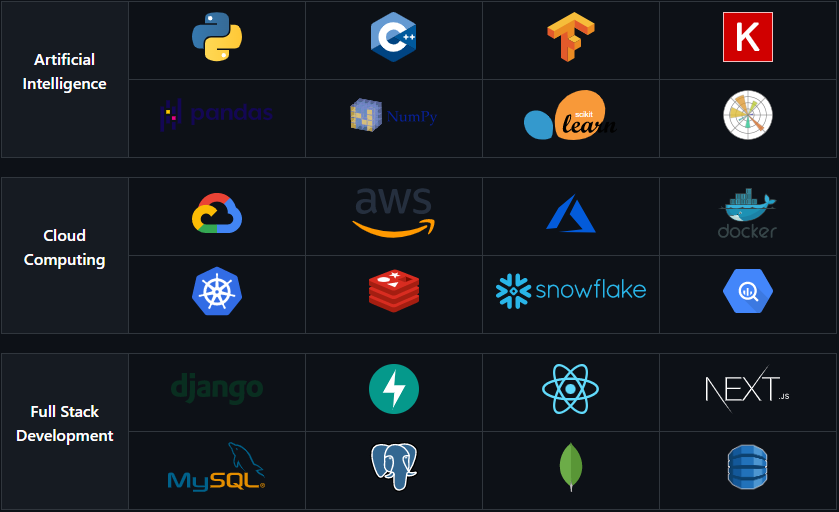 Artificial
Intelligence
C++
K
pandas
NumPy
scikit
learn
Cloud
Computing
aws
docker
snowflake
Full Stack
Development
django
NEXT.JS
MySQL®